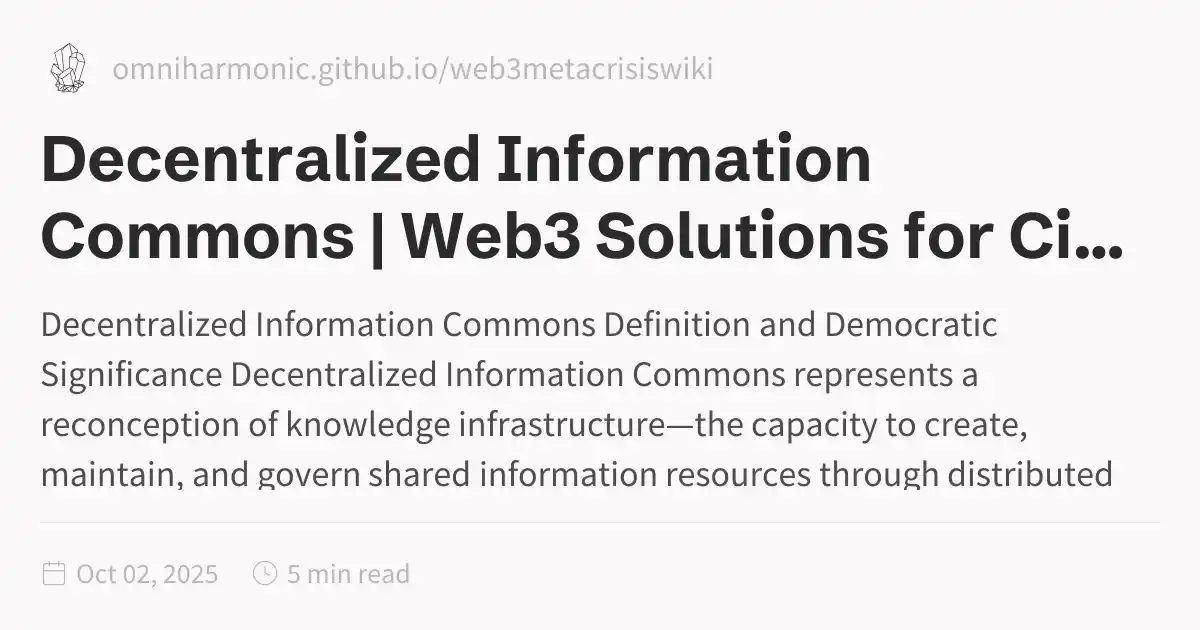 omniharmonic.github.io/web3metacrisiswiki
Decentralized Information
Commons | Web3 Solutions for Ci...
Decentralized Information Commons Definition and Democratic
Significance Decentralized Information Commons represents a
reconception of knowledge infrastructure—the capacity to create,
maintain, and govern shared information resources through distributed
Oct 02, 2025 5 min read